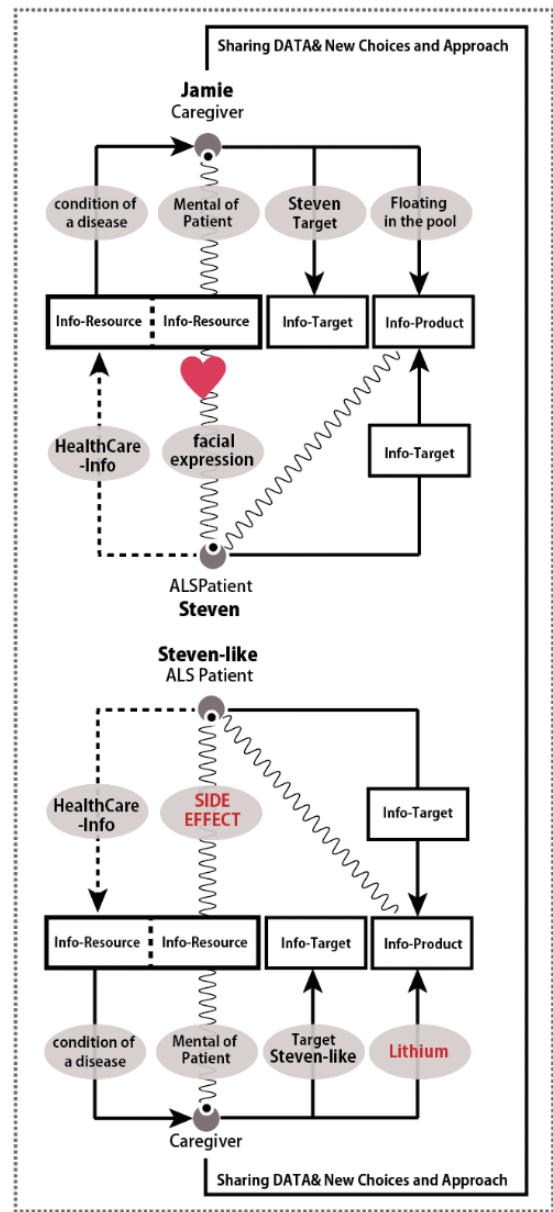 Sharing DATA& New Choices and Approach
Jamie
Caregiver
condition of
a disease
Mental of
Patient
Steven
Target
Floating
in the pool
Info-Resource
Info-Resource
Info-Target
Info-Product
HealthCare
-Info
facial
expression
Info-Target
ALSPatient
Steven
Steven-like
ALS Patient
HealthCare
-Info
SIDE
EFFECT
Info-Target
Info-Resource
Info-Resource
Info-Target
Info-Product
condition of
a disease
Mental of
Patient
Target
Steven-like
Lithium
Caregiver
Sharing DATA& New Choices and Approach